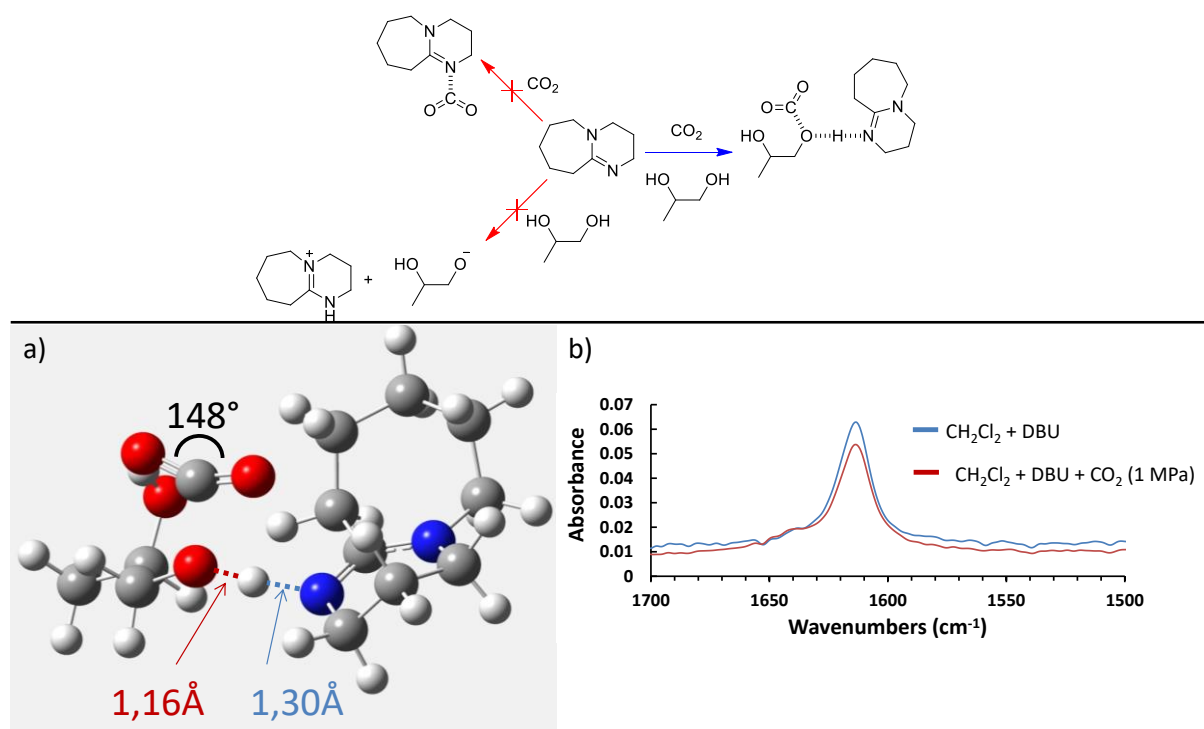 N
N
CO2
C
O
O
N
N
CO2
HO
OH
O
C
O
HO
O
H
N
N
HO
OH
N
+
N
H
+
HO
O
−
a)
148°
1,16Å
1,30Å
b)
Absorbance
0.07
0.06
0.05
0.04
0.03
0.02
0.01
0
1700
1650
1600
1550
1500
Wavenumbers (cm-1)
CH2Cl2 + DBU
CH2Cl2 + DBU + CO2 (1 MPa)